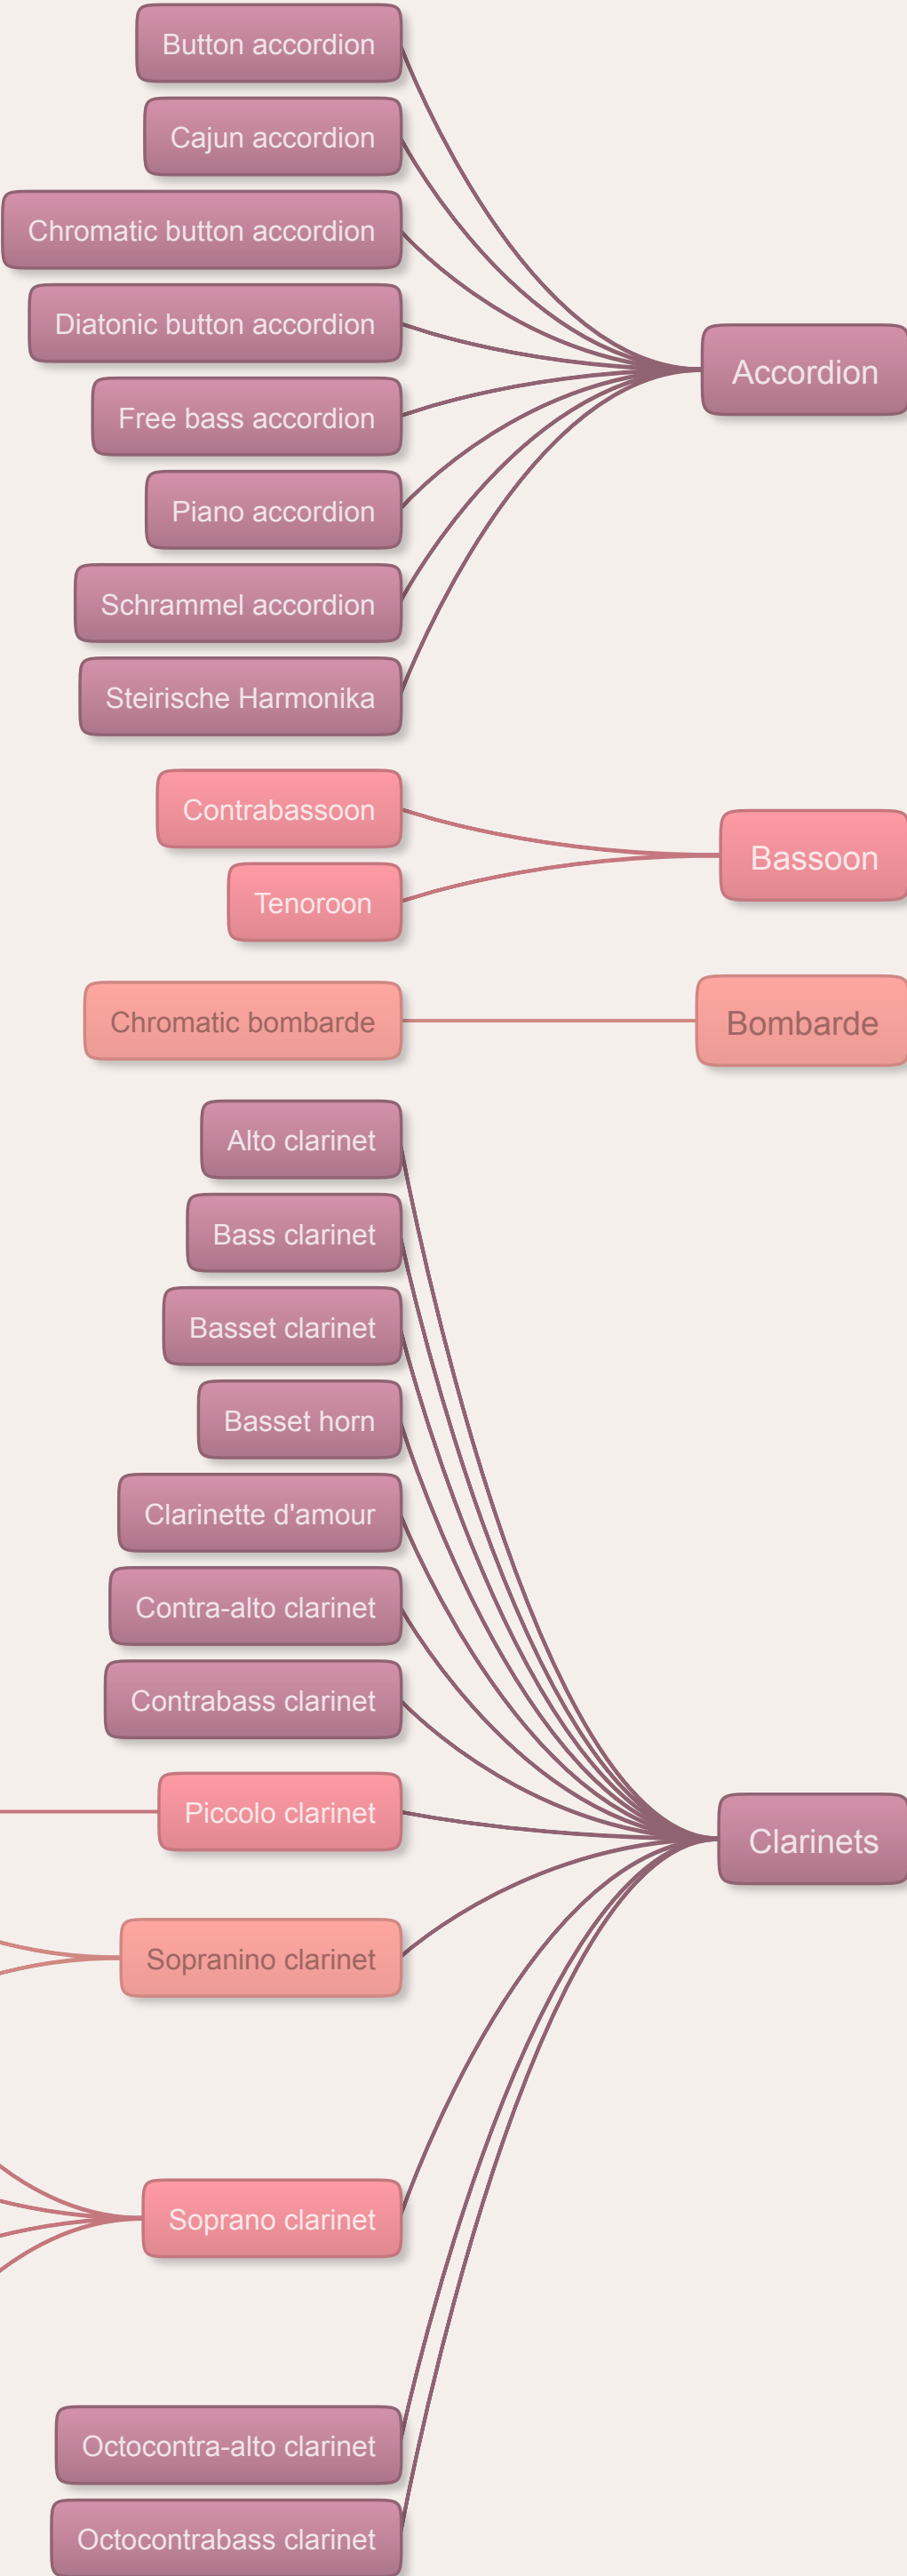 Button accordion
Cajun accordion
Chromatic button accordion
Diatonic button accordion
Free bass accordion
Piano accordion
Schrammel accordion
Steirische Harmonika
Accordion
Contrabassoon
Tenoroon
Bassoon
Chromatic bombarde
Bombarde
Alto clarinet
Bass clarinet
Basset clarinet
Basset horn
Clarinette d'amour
Contra-alto clarinet
Contrabass clarinet
Piccolo clarinet
Sopranino clarinet
Soprano clarinet
Octocontra-alto clarinet
Octocontrabass clarinet
Clarinets